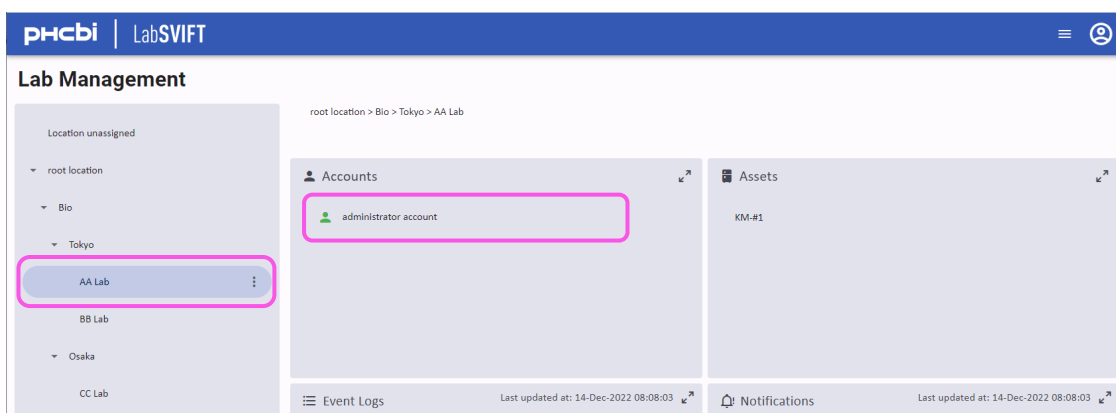 PHCbi | LabSVIFT
Lab Management
Location unassigned
root location
Bio
Tokyo
AA Lab
BB Lab
Osaka
CC Lab
root location > Bio > Tokyo > AA Lab
Accounts
administrator account
Assets
KM-#1
Event Logs Last updated at: 14-Dec-2022 08:08:03
Notifications Last updated at: 14-Dec-2022 08:08:03